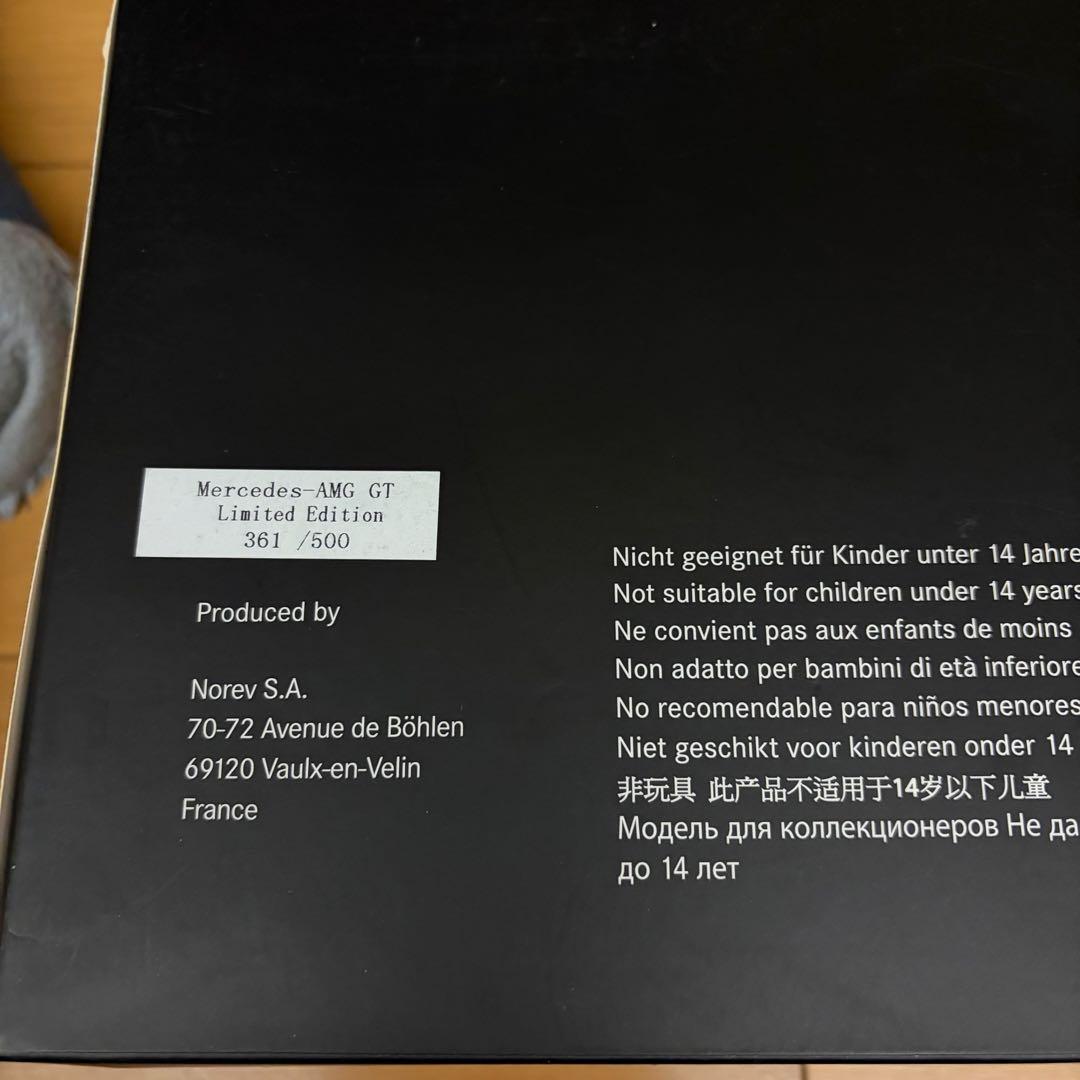 Mercedes-AMG GT
Limited Edition
361 /500
Produced by
Norev S.A.
70-72 Avenue de Böhlen
69120 Vaulx-en-Velin
France
Nicht geeignet für Kinder unter 14 Jahre
Not suitable for children under 14 years
Ne convient pas aux enfants de moins
Non adatto per bambini di età inferiore
No recomendable para niños menores
Niet geschikt voor kinderen onder 14
非玩具 此产品不适用于14岁以下儿童
Модель для коллекционеров Не да
до 14 лет